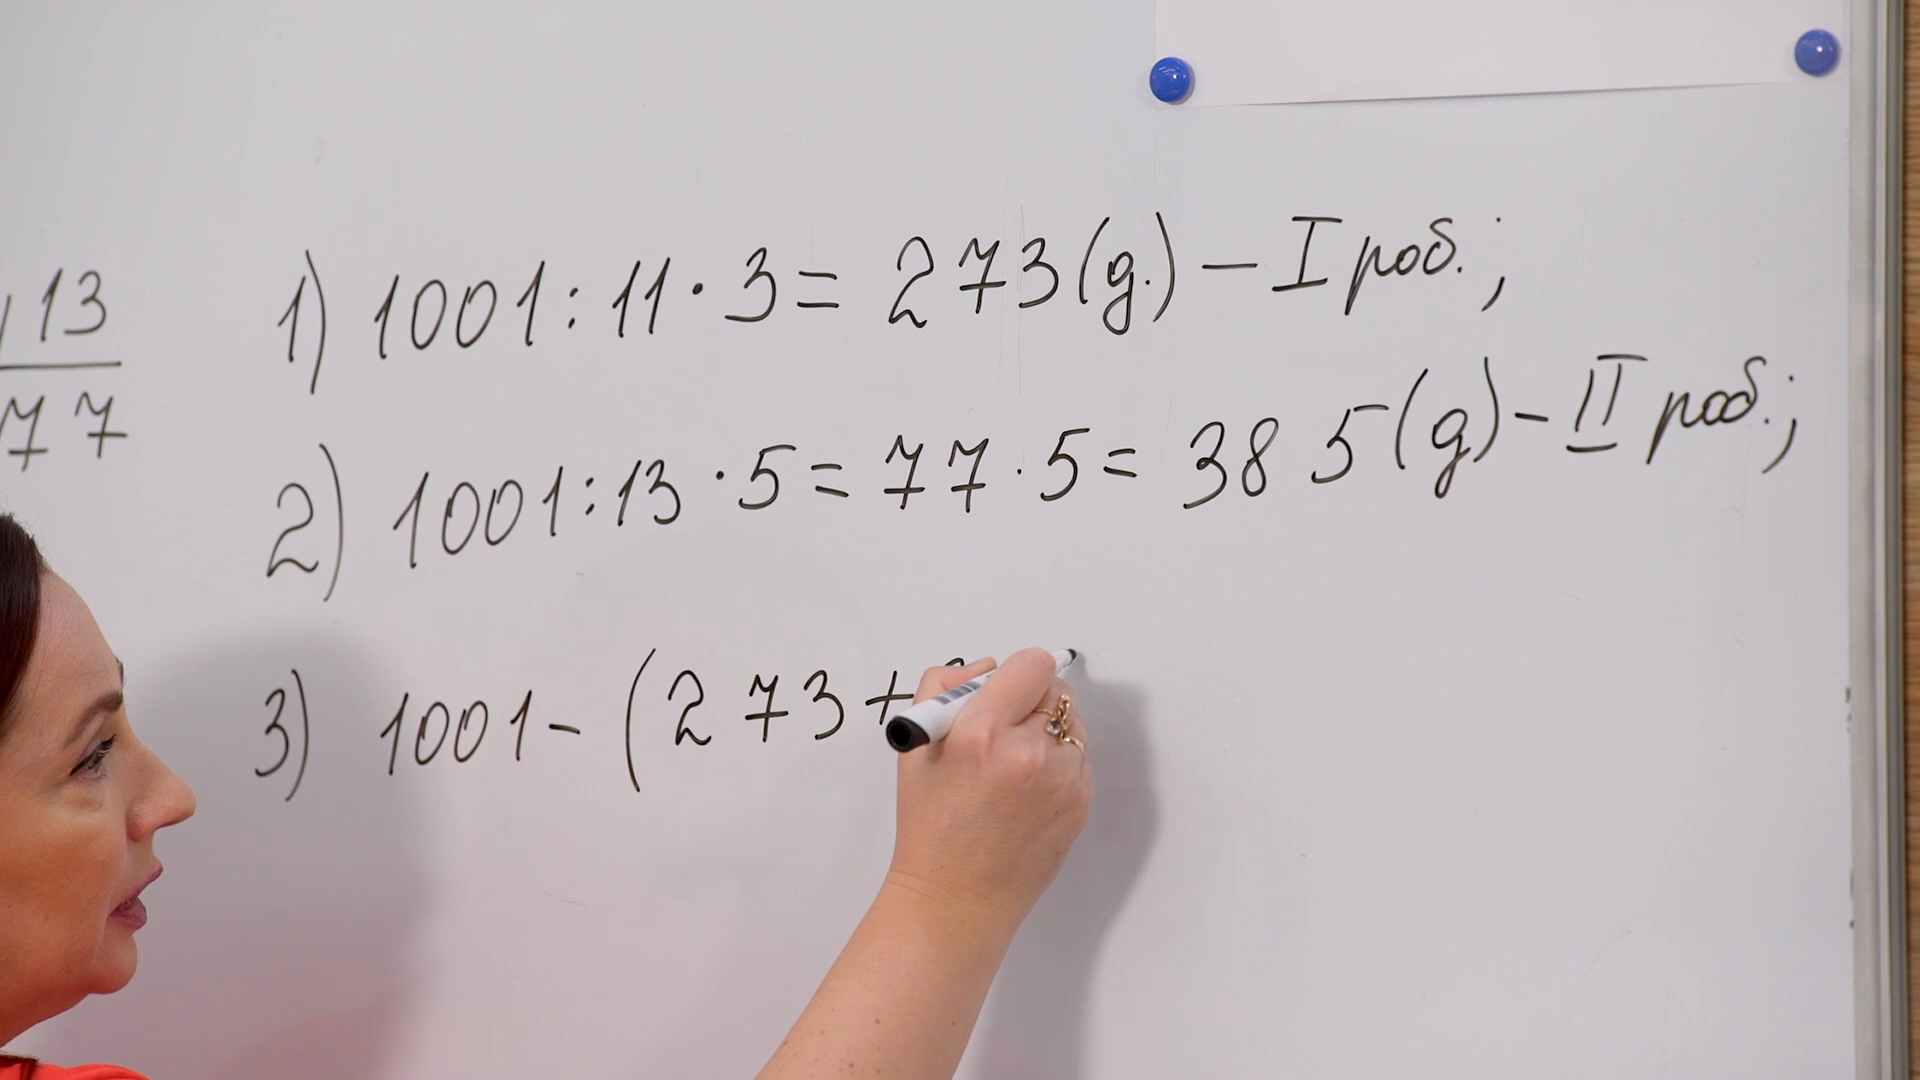 13
77
1) 1001 : 11 · 3 = 273 (д.) – I роб.;
2) 1001 : 13 · 5 = 77 · 5 = 385 (д) – II роб.;
3) 1001 - (273 +